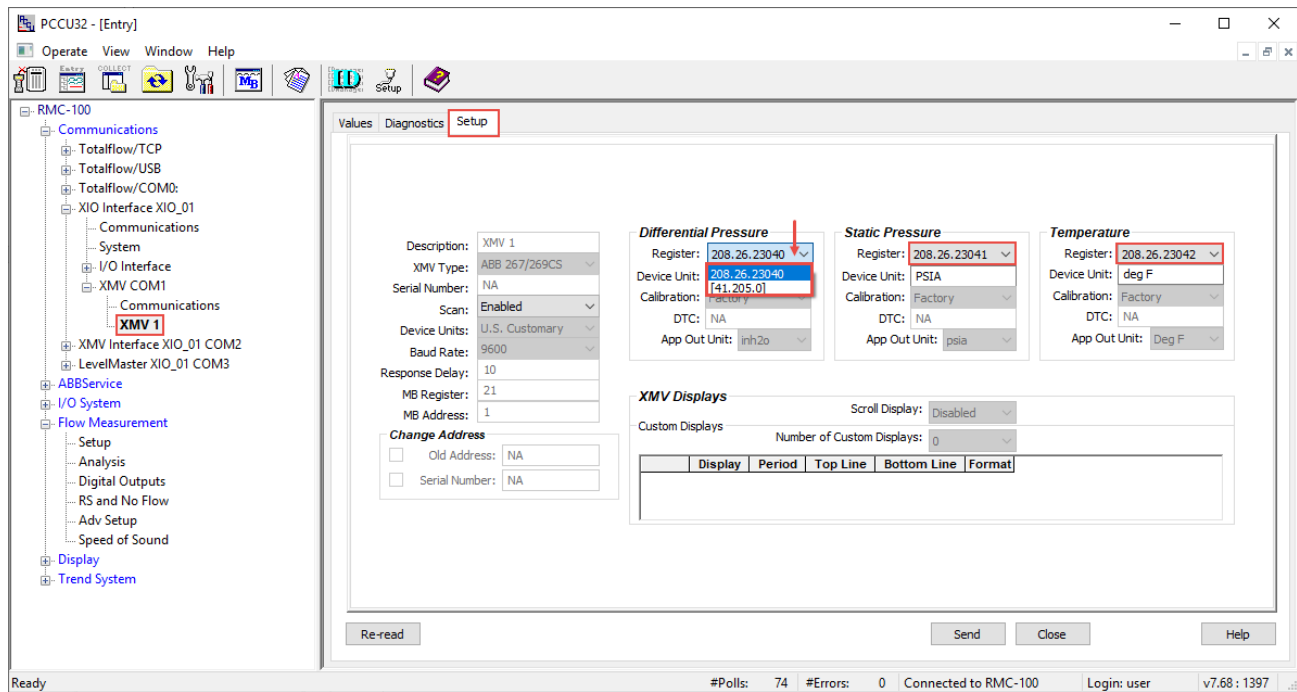 PCCU32 - [Entry]
Operate View Window Help
Entry COLLECT MB ID Manager Setup
RMC-100
Communications
Totalflow/TCP
Totalflow/USB
Totalflow/COM0:
XIO Interface XIO_01
Communications
System
I/O Interface
XMV COM1
Communications
XMV 1
XMV Interface XIO_01 COM2
LevelMaster XIO_01 COM3
ABBService
I/O System
Flow Measurement
Setup
Analysis
Digital Outputs
RS and No Flow
Adv Setup
Speed of Sound
Display
Trend System
Values Diagnostics Setup
Description: XMV 1
XMV Type: ABB 267/269CS
Serial Number: NA
Scan: Enabled
Device Units: U.S. Customary
Baud Rate: 9600
Response Delay: 10
MB Register: 21
MB Address: 1
Change Address
Old Address: NA
Serial Number: NA
Differential Pressure
Register: 208.26.23040
208.26.23040
[41.205.0]
Device Unit:
Calibration: Factory
DTC: NA
App Out Unit: inh2o
Static Pressure
Register: 208.26.23041
Device Unit: PSIA
Calibration: Factory
DTC: NA
App Out Unit: psia
Temperature
Register: 208.26.23042
Device Unit: deg F
Calibration: Factory
DTC: NA
App Out Unit: Deg F
XMV Displays
Scroll Display: Disabled
Custom Displays
Number of Custom Displays: 0
Display Period Top Line Bottom Line Format
Re-read Send Close Help
Ready #Polls: 74 #Errors: 0 Connected to RMC-100 Login: user v7.68 : 1397